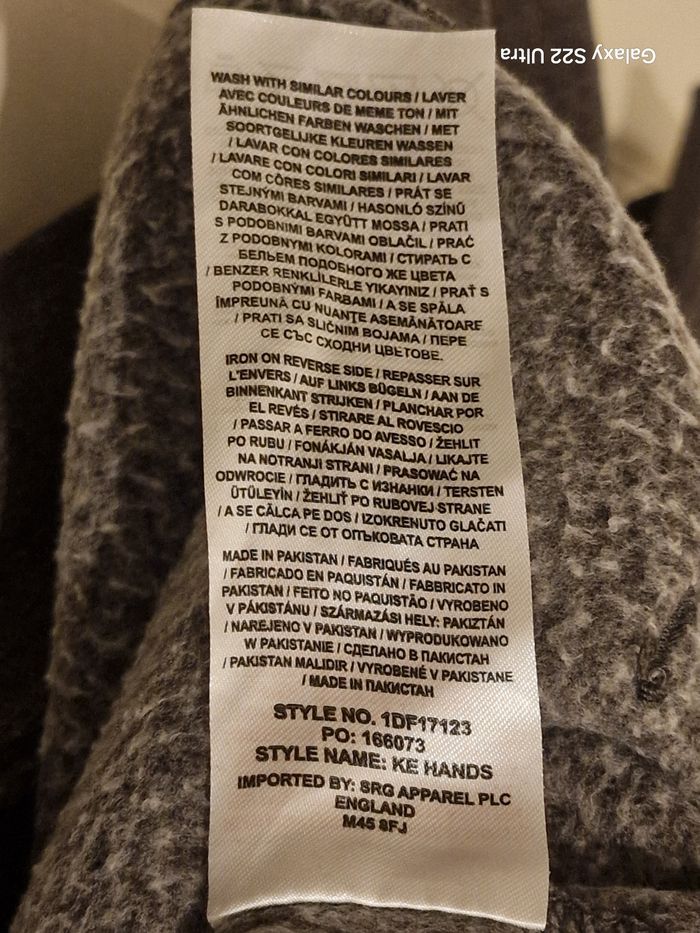 Galaxy S22 Ultra
WASH WITH SIMILAR COLOURS / LAVER
AVEC COULEURS DE MEME TON / MIT
ÄHNLICHEN FARBEN WASCHEN / MET
SOORTGELIJKE KLEUREN WASSEN
/ LAVAR CON COLORES SIMILARES
/ LAVARE CON COLORI SIMILARI / LAVAR
COM CÔRES SIMILARES / PRÁT SE
STEJNÝMI BARVAMI / HASONLÓ SZÍNŰ
DARABOKKAL EGYÜTT MOSSA / PRATI
S PODOBNIMI BARVAMI OBLAČIL / PRAĆ
Z PODOBNYMI KOLORAMI / СТИРАТЬ С
БЕЛЬЕМ ПОДОБНОГО ЖЕ ЦВЕТА
/ BENZER RENKLİLERLE YIKAYINIZ / PRAŤ S
PODOBNÝMI FARBAMI / A SE SPĂLA
ÎMPREUNĂ CU NUANŢE ASEMĂNĂTOARE
/ PRATI SA SLIČNIM BOJAMA / ПЕРЕ
СЕ СЪС СХОДНИ ЦВЕТОВЕ.
IRON ON REVERSE SIDE / REPASSER SUR
L'ENVERS / AUF LINKS BÜGELN / AAN DE
BINNENKANT STRIJKEN / PLANCHAR POR
EL REVÉS / STIRARE AL ROVESCIO
/ PASSAR A FERRO DO AVESSO / ŽEHLIT
PO RUBU / FONÁKJÁN VASALJA / LIKAJTE
NA NOTRANJI STRANI / PRASOWAĆ NA
ODWROCIE / ГЛАДИТЬ С ИЗНАНКИ / TERSTEN
ÜTÜLEYİN / ŽEHLIŤ PO RUBOVEJ STRANE
/ A SE CĂLCA PE DOS / IZOKRENUTO GLAČATI
/ ГЛАДИ СЕ ОТ ОПЪКОВАТА СТРАНА
MADE IN PAKISTAN / FABRIQUÉS AU PAKISTAN
/ FABRICADO EN PAQUISTÁN / FABBRICATO IN
PAKISTAN / FEITO NO PAQUISTÃO / VYROBENO
V PÁKISTÁNU / SZÁRMAZÁSI HELY: PAKIZTÁN
/ NAREJENO V PAKISTAN / WYPRODUKOWANO
W PAKISTANIE / СДЕЛАНО В ПАКИСТАН
/ PAKISTAN MALIDIR / VYROBENÉ V PAKISTANE
/ MADE IN ПАКИСТАН
STYLE NO. 1DF17123
PO: 166073
STYLE NAME: KE HANDS
IMPORTED BY: SRG APPAREL PLC
ENGLAND
M45 8FJ